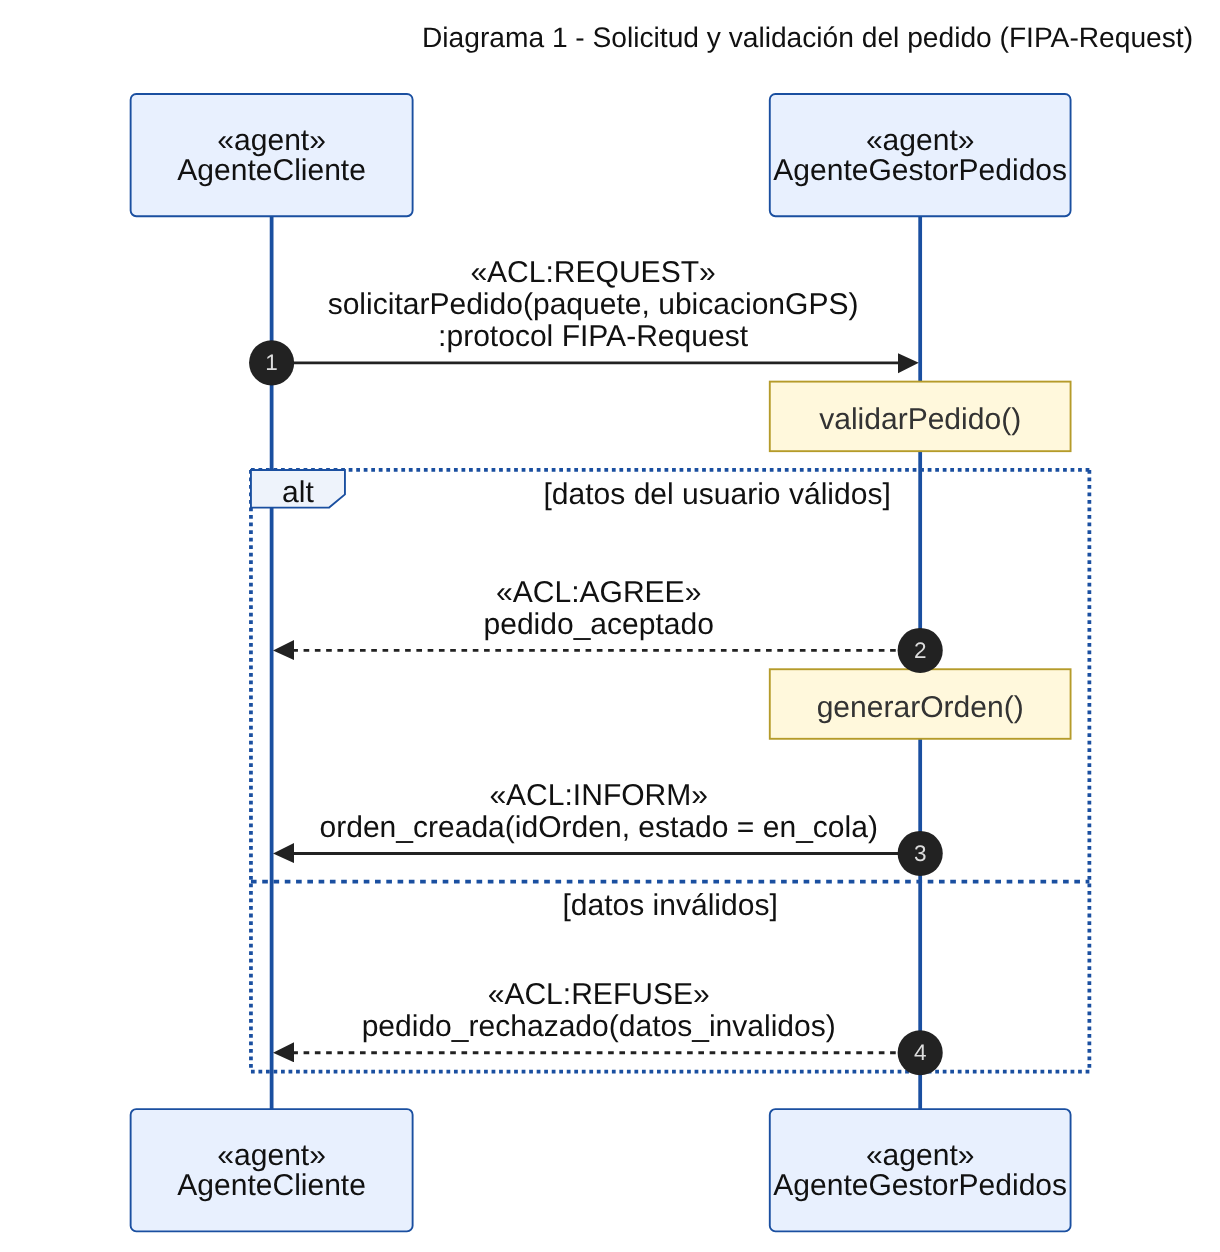 Diagrama 1 - Solicitud y validación del pedido (FIPA-Request)
«agent»
AgenteCliente
«agent»
AgenteGestorPedidos
«ACL:REQUEST»
solicitarPedido(paquete, ubicacionGPS)
:protocol FIPA-Request
1
validarPedido()
alt
[datos del usuario válidos]
«ACL:AGREE»
pedido_aceptado
2
generarOrden()
«ACL:INFORM»
orden_creada(idOrden, estado = en_cola)
3
[datos inválidos]
«ACL:REFUSE»
pedido_rechazado(datos_invalidos)
4
«agent»
AgenteCliente
«agent»
AgenteGestorPedidos